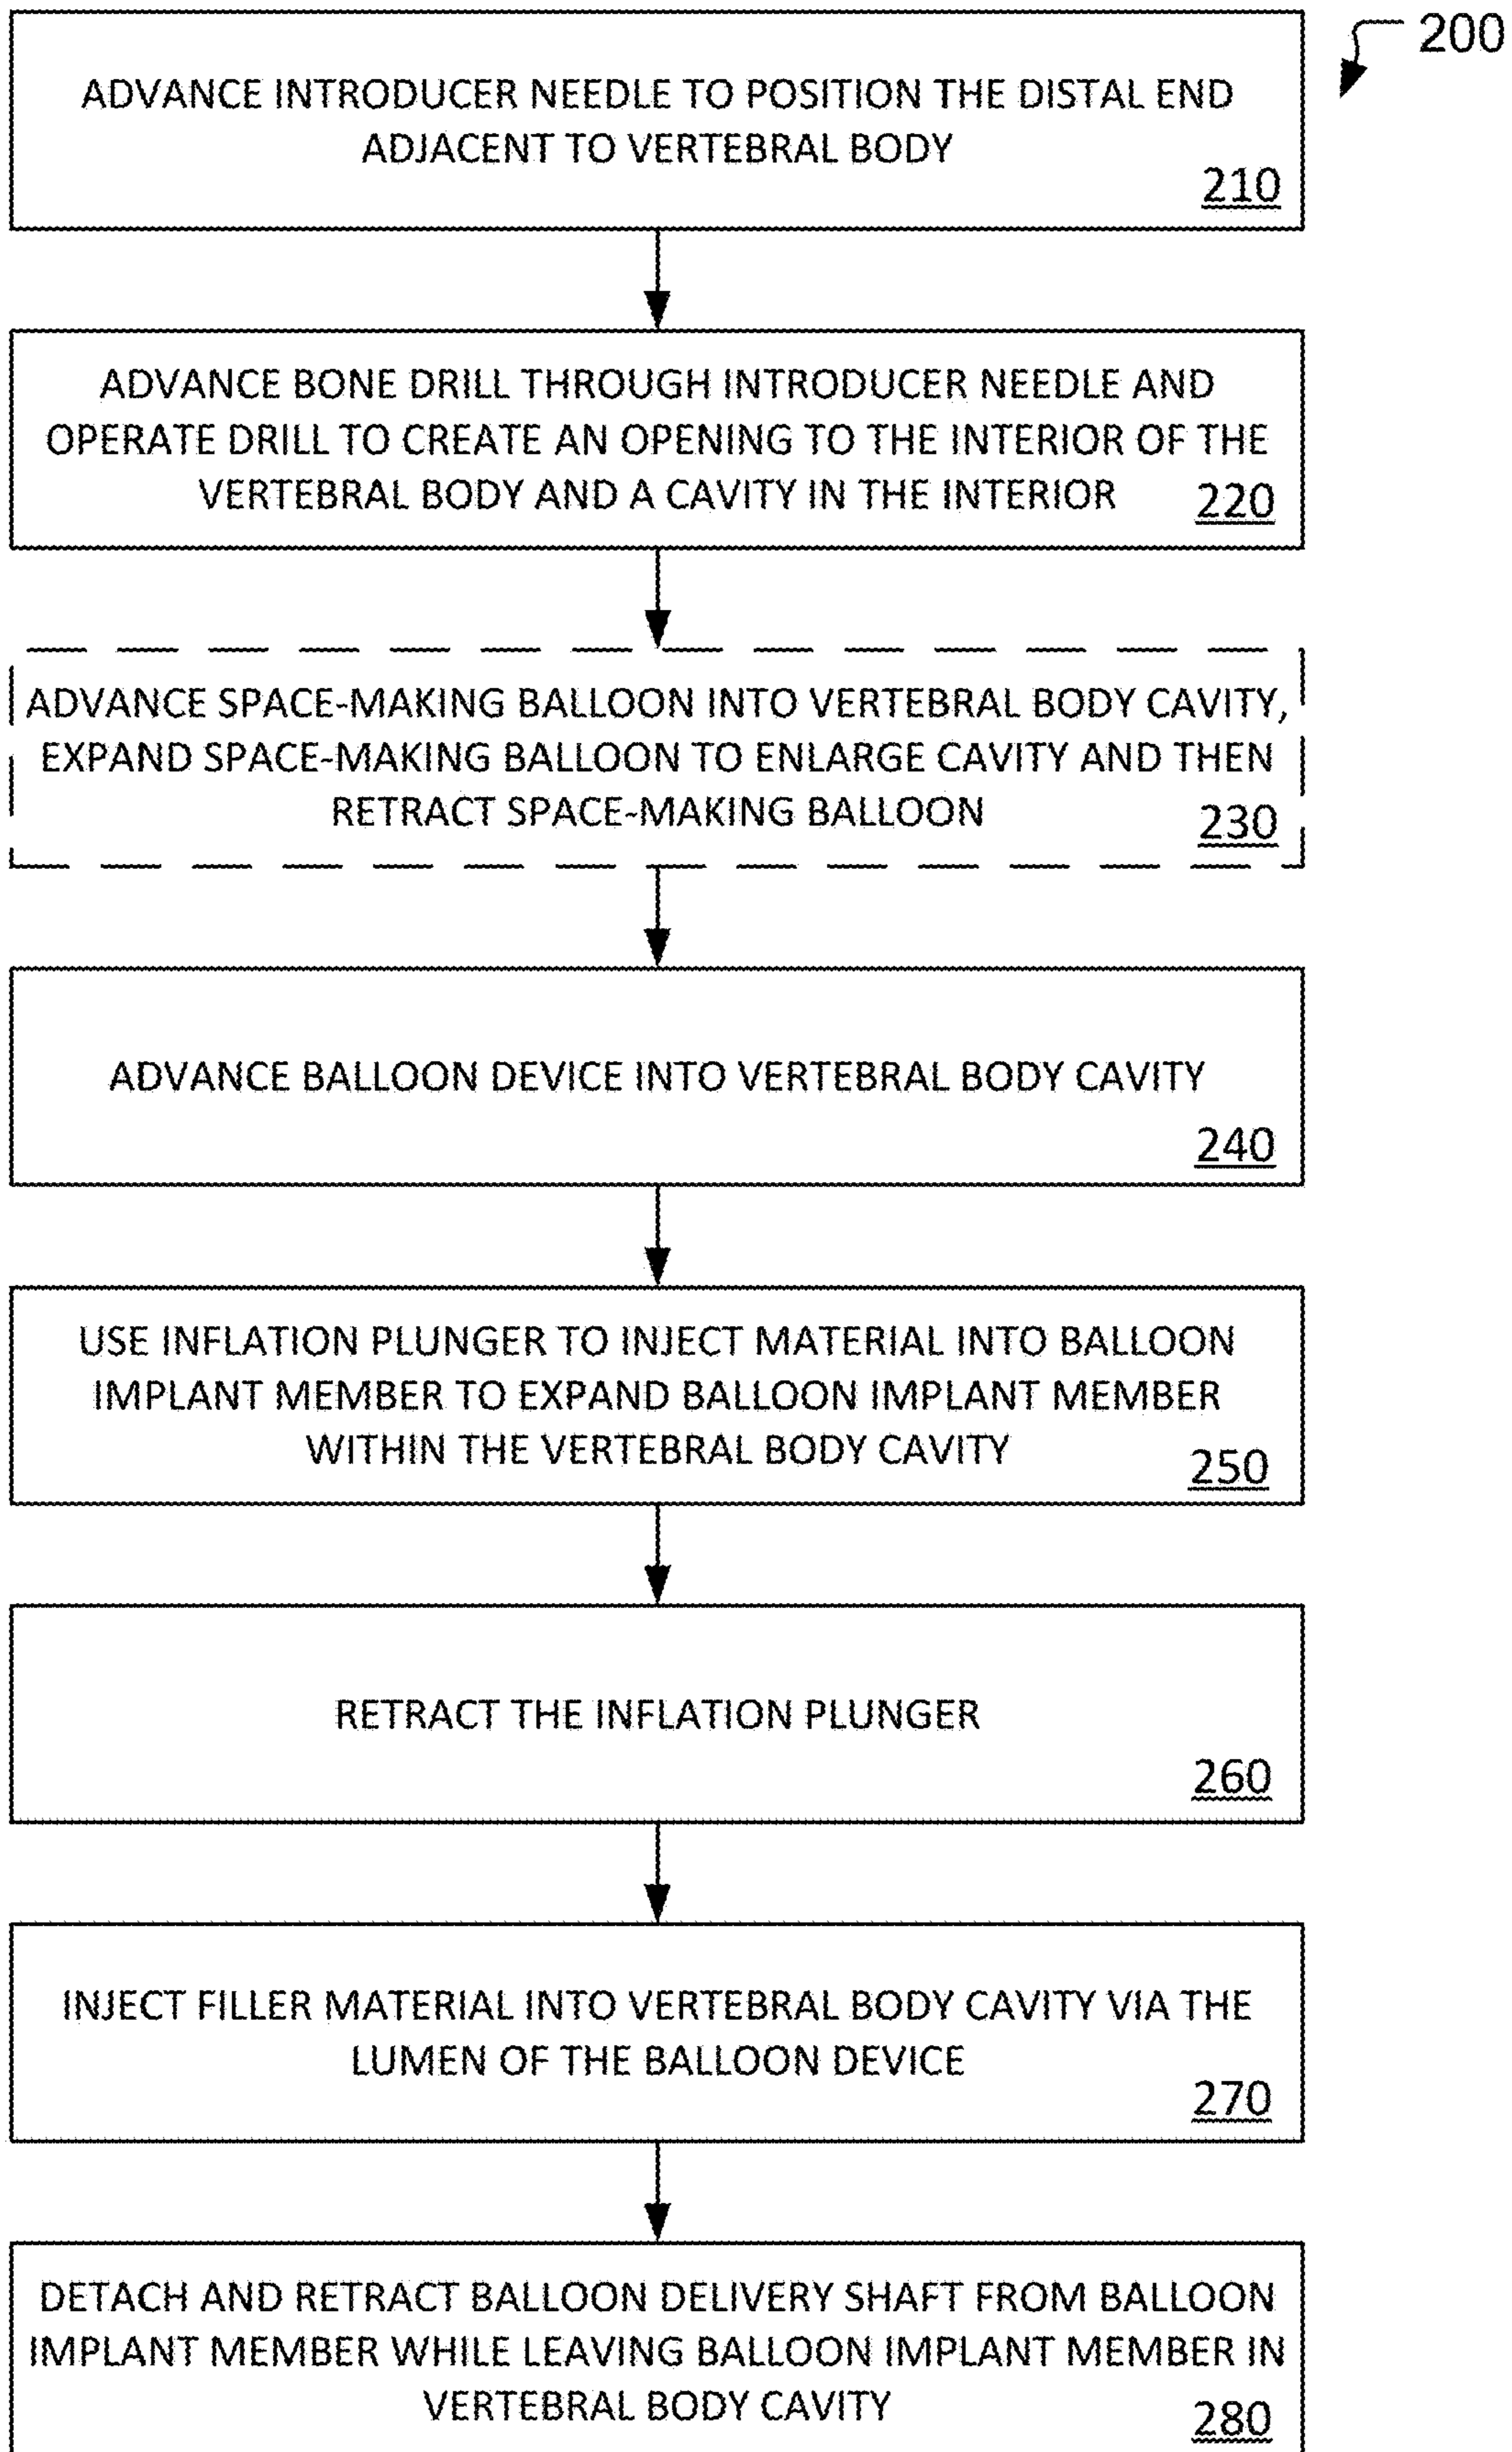 200
ADVANCE INTRODUCER NEEDLE TO POSITION THE DISTAL END
ADJACENT TO VERTEBRAL BODY
210
ADVANCE BONE DRILL THROUGH INTRODUCER NEEDLE AND
OPERATE DRILL TO CREATE AN OPENING TO THE INTERIOR OF THE
VERTEBRAL BODY AND A CAVITY IN THE INTERIOR
220
ADVANCE SPACE-MAKING BALLOON INTO VERTEBRAL BODY CAVITY,
EXPAND SPACE-MAKING BALLOON TO ENLARGE CAVITY AND THEN
RETRACT SPACE-MAKING BALLOON
230
ADVANCE BALLOON DEVICE INTO VERTEBRAL BODY CAVITY
240
USE INFLATION PLUNGER TO INJECT MATERIAL INTO BALLOON
IMPLANT MEMBER TO EXPAND BALLOON IMPLANT MEMBER
WITHIN THE VERTEBRAL BODY CAVITY
250
RETRACT THE INFLATION PLUNGER
260
INJECT FILLER MATERIAL INTO VERTEBRAL BODY CAVITY VIA THE
LUMEN OF THE BALLOON DEVICE
270
DETACH AND RETRACT BALLOON DELIVERY SHAFT FROM BALLOON
IMPLANT MEMBER WHILE LEAVING BALLOON IMPLANT MEMBER IN
VERTEBRAL BODY CAVITY
280